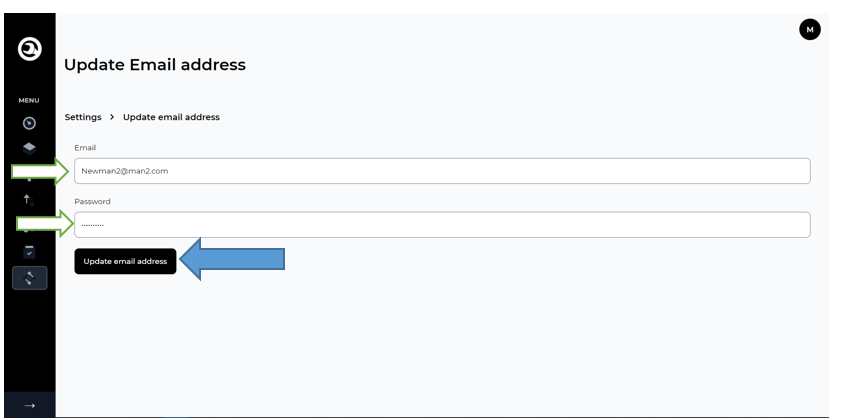 M
Update Email address
MENU
Settings > Update email address
Email
Newman2@man2.com
Password
..........
Update email address